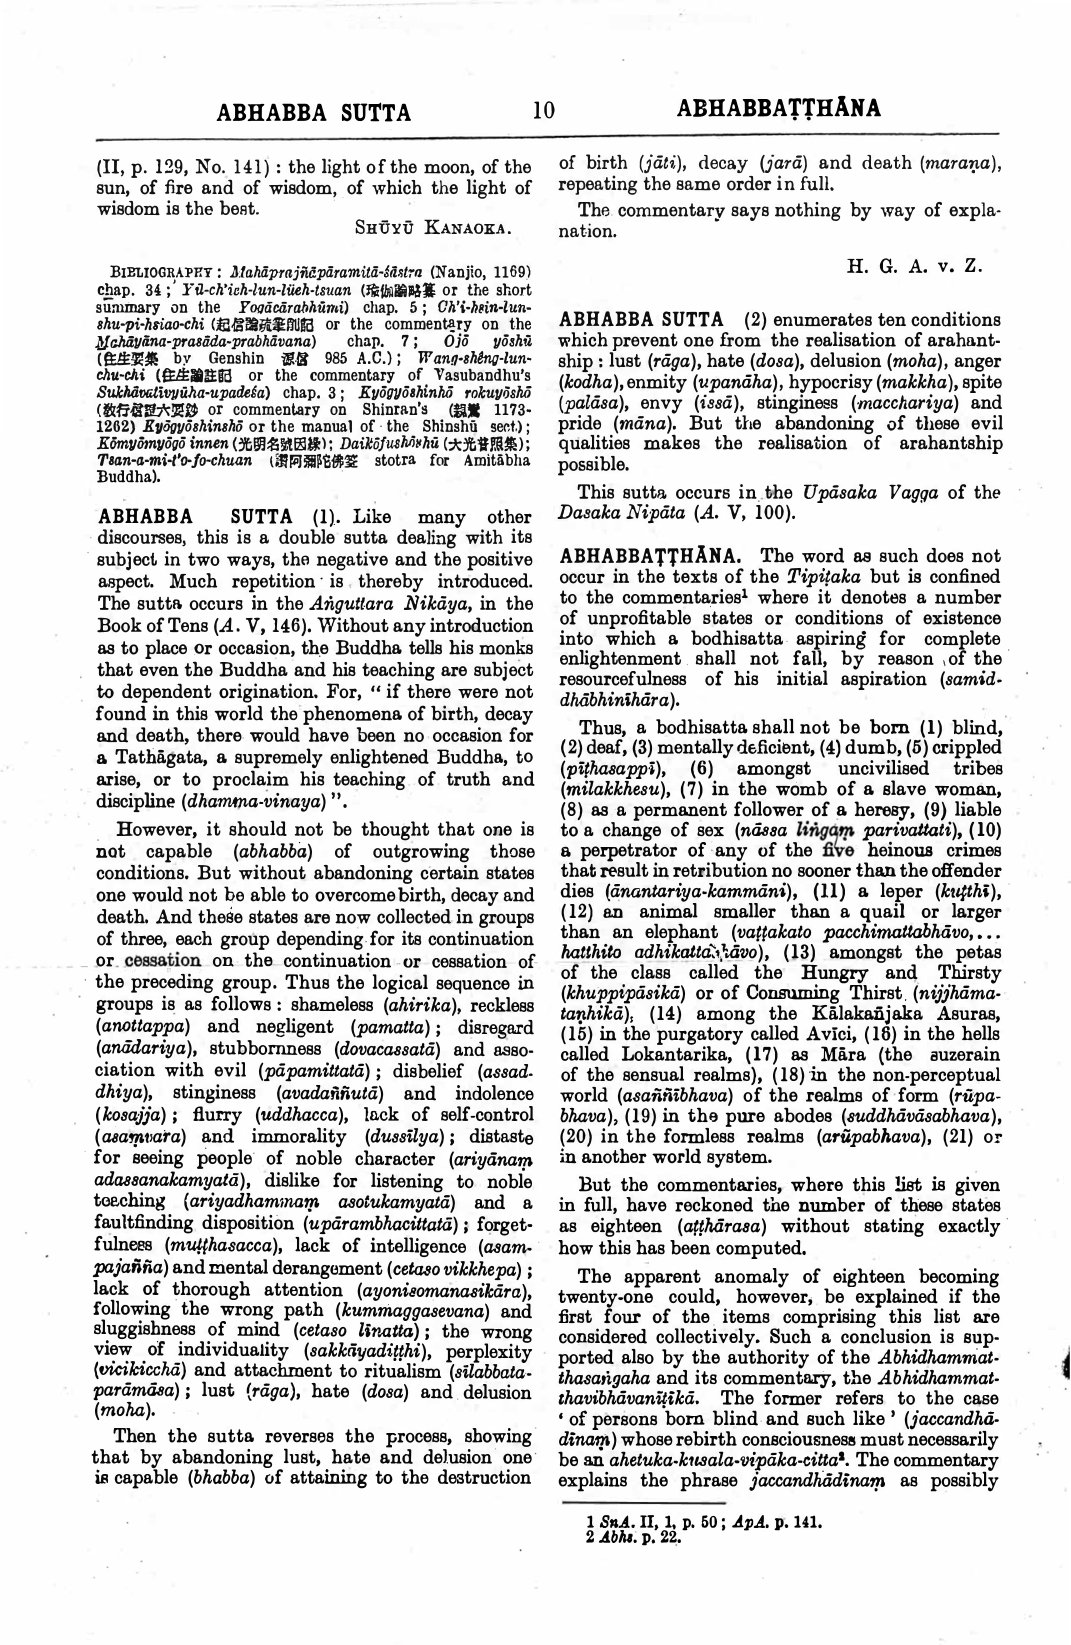 ABHABBA SUTTA 10 ABHABBAṬṬHĀNA
(II, p. 129, No. 141) : the light of the moon, of the
sun, of fire and of wisdom, of which the light of
wisdom is the best.
SHŪYŪ KANAOKA.
BIBLIOGRAPHY : Mahāprajñāpāramitā-śāstra (Nanjio, 1169)
chap. 34 ; Yü-ch'ieh-lun-lüeh-tsuan (瑜伽論略纂 or the short
summary on the Yogācārabhūmi) chap. 5 ; Ch'i-hsin-lun-
shu-pi-hsiao-chi (起信論疏筆削記 or the commentary on the
Mahāyāna-prasāda-prabhāvana) chap. 7 ; Ojō yōshū
(往生要集 by Genshin 源信 985 A.C.) ; Wang-shêng-lun-
chu-chi (往生論註記 or the commentary of Vasubandhu's
Sukhāvatīvyūha-upadeśa) chap. 3 ; Kyōgyōshinhō rokuyōshō
(教行信證六要鈔 or commentary on Shinran's (親鸞 1173-
1262) Kyōgyōshinshō or the manual of the Shinshū sect.) ;
Kōmyōmyōgō innen (光明名號因緣) ; Daikōfushōshū (大光普照集) ;
Tsan-a-mi-t'o-fo-chuan (讚阿彌陀佛 stotra for Amitābha
Buddha).
ABHABBA SUTTA (1). Like many other
discourses, this is a double sutta dealing with its
subject in two ways, the negative and the positive
aspect. Much repetition is thereby introduced.
The sutta occurs in the Aṅguttara Nikāya, in the
Book of Tens (A. V, 146). Without any introduction
as to place or occasion, the Buddha tells his monks
that even the Buddha and his teaching are subject
to dependent origination. For, “ if there were not
found in this world the phenomena of birth, decay
and death, there would have been no occasion for
a Tathāgata, a supremely enlightened Buddha, to
arise, or to proclaim his teaching of truth and
discipline (dhamma-vinaya) ”.
However, it should not be thought that one is
not capable (abhabba) of outgrowing those
conditions. But without abandoning certain states
one would not be able to overcome birth, decay and
death. And these states are now collected in groups
of three, each group depending for its continuation
or cessation on the continuation or cessation of
the preceding group. Thus the logical sequence in
groups is as follows : shameless (ahirika), reckless
(anottappa) and negligent (pamatta) ; disregard
(anādariya), stubbornness (dovacassatā) and asso-
ciation with evil (pāpamittatā) ; disbelief (assad-
dhiya), stinginess (avadaññutā) and indolence
(kosajja) ; flurry (uddhacca), lack of self-control
(asaṃvara) and immorality (dussīlya) ; distaste
for seeing people of noble character (ariyānaṃ
adassanakamyatā), dislike for listening to noble
teaching (ariyadhammaṃ asotukamyatā) and a
faultfinding disposition (upārambhacittatā) ; forget-
fulness (muṭṭhasacca), lack of intelligence (asam-
pajañña) and mental derangement (cetaso vikkhepa) ;
lack of thorough attention (ayonisomanasikāra),
following the wrong path (kummaggasevana) and
sluggishness of mind (cetaso līnatta) ; the wrong
view of individuality (sakkāyadiṭṭhi), perplexity
(vicikicchā) and attachment to ritualism (sīlabbata-
parāmāsa) ; lust (rāga), hate (dosa) and delusion
(moha).
Then the sutta reverses the process, showing
that by abandoning lust, hate and delusion one
is capable (bhabba) of attaining to the destruction
of birth (jāti), decay (jarā) and death (maraṇa),
repeating the same order in full.
The commentary says nothing by way of expla-
nation.
H. G. A. v. Z.
ABHABBA SUTTA (2) enumerates ten conditions
which prevent one from the realisation of arahant-
ship : lust (rāga), hate (dosa), delusion (moha), anger
(kodha), enmity (upanāha), hypocrisy (makkha), spite
(palāsa), envy (issā), stinginess (macchariya) and
pride (māna). But the abandoning of these evil
qualities makes the realisation of arahantship
possible.
This sutta occurs in the Upāsaka Vagga of the
Dasaka Nipāta (A. V, 100).
ABHABBAṬṬHĀNA. The word as such does not
occur in the texts of the Tipiṭaka but is confined
to the commentaries¹ where it denotes a number
of unprofitable states or conditions of existence
into which a bodhisatta aspiring for complete
enlightenment shall not fall, by reason of the
resourcefulness of his initial aspiration (samid-
dhābhinīhāra).
Thus, a bodhisatta shall not be born (1) blind,
(2) deaf, (3) mentally deficient, (4) dumb, (5) crippled
(pīṭhasappī), (6) amongst uncivilised tribes
(milakkhesu), (7) in the womb of a slave woman,
(8) as a permanent follower of a heresy, (9) liable
to a change of sex (nāssa liṅgaṃ parivattati), (10)
a perpetrator of any of the five heinous crimes
that result in retribution no sooner than the offender
dies (ānantariya-kammāni), (11) a leper (kuṭṭhī),
(12) an animal smaller than a quail or larger
than an elephant (vaṭṭakato pacchimattabhāvo,...
hatthito adhikattabhāvo), (13) amongst the petas
of the class called the Hungry and Thirsty
(khuppipāsikā) or of Consuming Thirst (nijjhāma-
taṇhikā), (14) among the Kālakañjaka Asuras,
(15) in the purgatory called Avīci, (16) in the hells
called Lokantarika, (17) as Māra (the suzerain
of the sensual realms), (18) in the non-perceptual
world (asaññībhava) of the realms of form (rūpa-
bhava), (19) in the pure abodes (suddhāvāsabhava),
(20) in the formless realms (arūpabhava), (21) or
in another world system.
But the commentaries, where this list is given
in full, have reckoned the number of these states
as eighteen (aṭṭhārasa) without stating exactly
how this has been computed.
The apparent anomaly of eighteen becoming
twenty-one could, however, be explained if the
first four of the items comprising this list are
considered collectively. Such a conclusion is sup-
ported also by the authority of the Abhidhammat-
thasaṅgaha and its commentary, the Abhidhammat-
thavibhāvanīṭīkā. The former refers to the case
‘ of persons born blind and such like ’ (jaccandhā-
dīnaṃ) whose rebirth consciousness must necessarily
be an ahetuka-kusala-vipāka-citta². The commentary
explains the phrase jaccandhādīnaṃ as possibly
1 SnA. II, 1, p. 50 ; ApA. p. 141.
2 Abhs. p. 22.